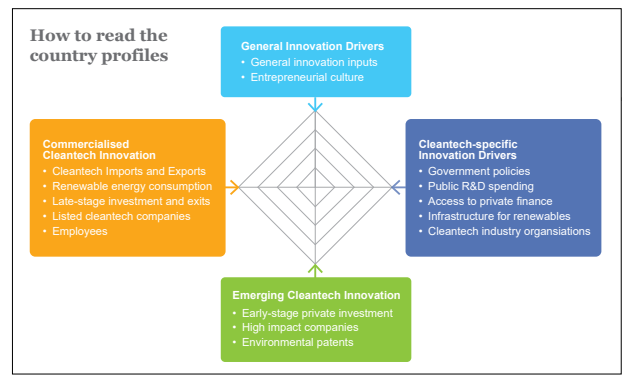 How to read the
country profiles
General Innovation Drivers
• General innovation inputs
• Entrepreneurial culture
Commercialised
Cleantech Innovation
• Cleantech Imports and Exports
• Renewable energy consumption
• Late-stage investment and exits
• Listed cleantech companies
• Employees
Cleantech-specific
Innovation Drivers
• Government policies
• Public R&D spending
• Access to private finance
• Infrastructure for renewables
• Cleantech industry organsiations
Emerging Cleantech Innovation
• Early-stage private investment
• High impact companies
• Environmental patents